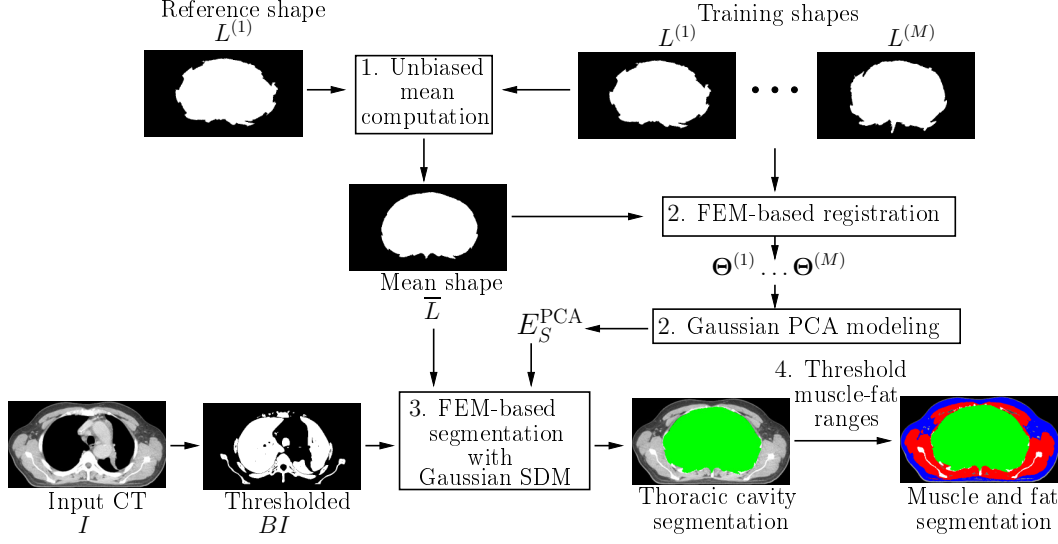 Reference shape
L^{(1)}
Training shapes
L^{(1)}
L^{(M)}
1. Unbiased
mean
computation
• • •
2. FEM-based registration
Mean shape
\overline{L}
Θ^{(1)} ... Θ^{(M)}
E_S^{PCA}
2. Gaussian PCA modeling
3. FEM-based
segmentation
with
Gaussian SDM
4. Threshold
muscle-fat
ranges
Input CT
I
Thresholded
BI
Thoracic cavity
segmentation
Muscle and fat
segmentation